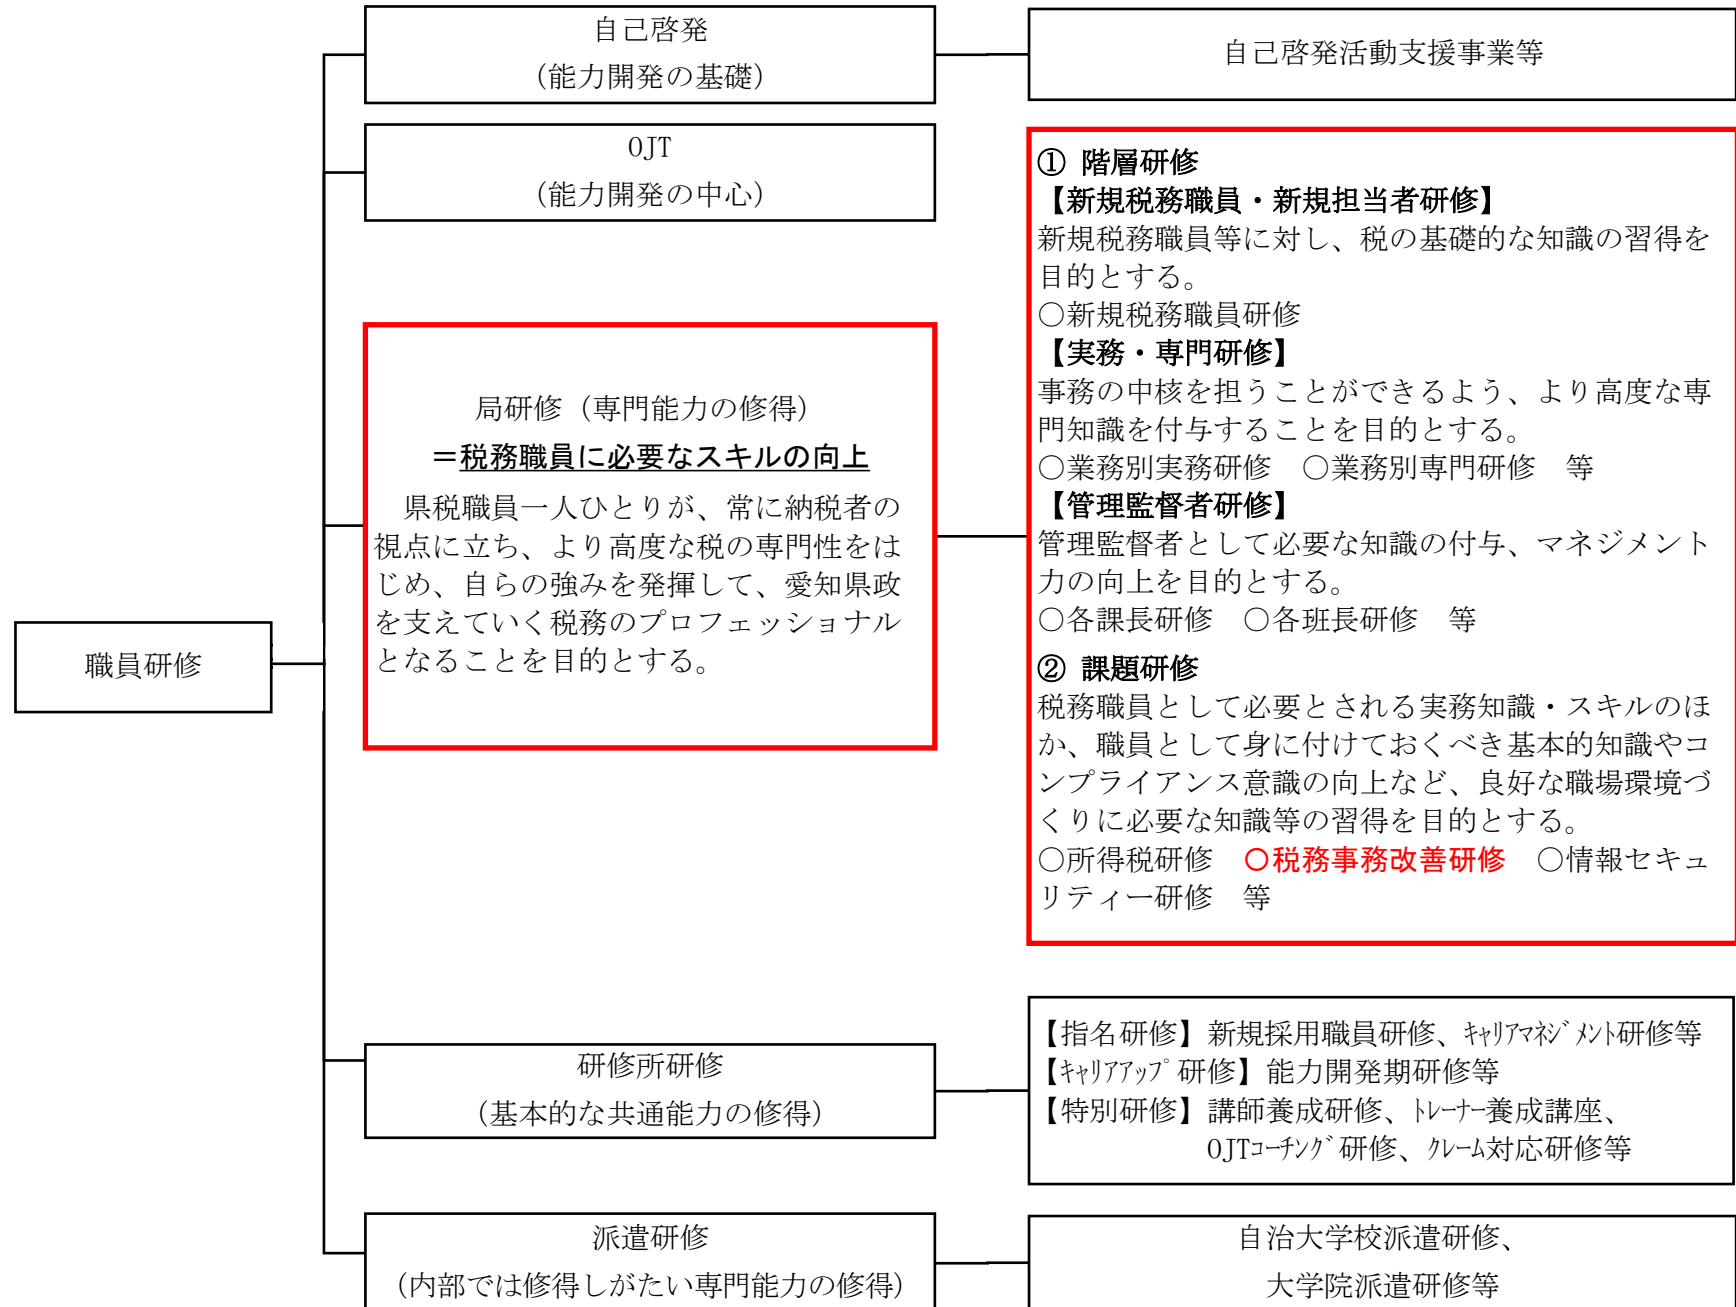 職員研修
自己啓発
(能力開発の基礎)
自己啓発活動支援事業等
OJT
(能力開発の中心)
局研修 (専門能力の修得)
=税務職員に必要なスキルの向上
県税職員一人ひとりが、常に納税者の
視点に立ち、より高度な税の専門性をは
じめ、自らの強みを発揮して、愛知県政
を支えていく税務のプロフェッショナル
となることを目的とする。
① 階層研修
【新規税務職員・新規担当者研修】
新規税務職員等に対し、税の基礎的な知識の習得を
目的とする。
○新規税務職員研修
【実務・専門研修】
事務の中核を担うことができるよう、より高度な専
門知識を付与することを目的とする。
○業務別実務研修 ○業務別専門研修 等
【管理監督者研修】
管理監督者として必要な知識の付与、マネジメント
力の向上を目的とする。
○各課長研修 ○各班長研修 等
② 課題研修
税務職員として必要とされる実務知識・スキルのほ
か、職員として身に付けておくべき基本的知識やコ
ンプライアンス意識の向上など、良好な職場環境づ
くりに必要な知識等の習得を目的とする。
○所得税研修 ○税務事務改善研修 ○情報セキュ
リティー研修 等
研修所研修
(基本的な共通能力の修得)
【指名研修】新規採用職員研修、ｷｬﾘｱﾏﾈｼﾞﾒﾝﾄ研修等
【ｷｬﾘｱｱｯﾌﾟ研修】能力開発期研修等
【特別研修】講師養成研修、ﾄﾚｰﾅｰ養成講座、
OJTｺｰﾁﾝｸﾞ研修、ｸﾚｰﾑ対応研修等
派遣研修
(内部では修得しがたい専門能力の修得)
自治大学校派遣研修、
大学院派遣研修等